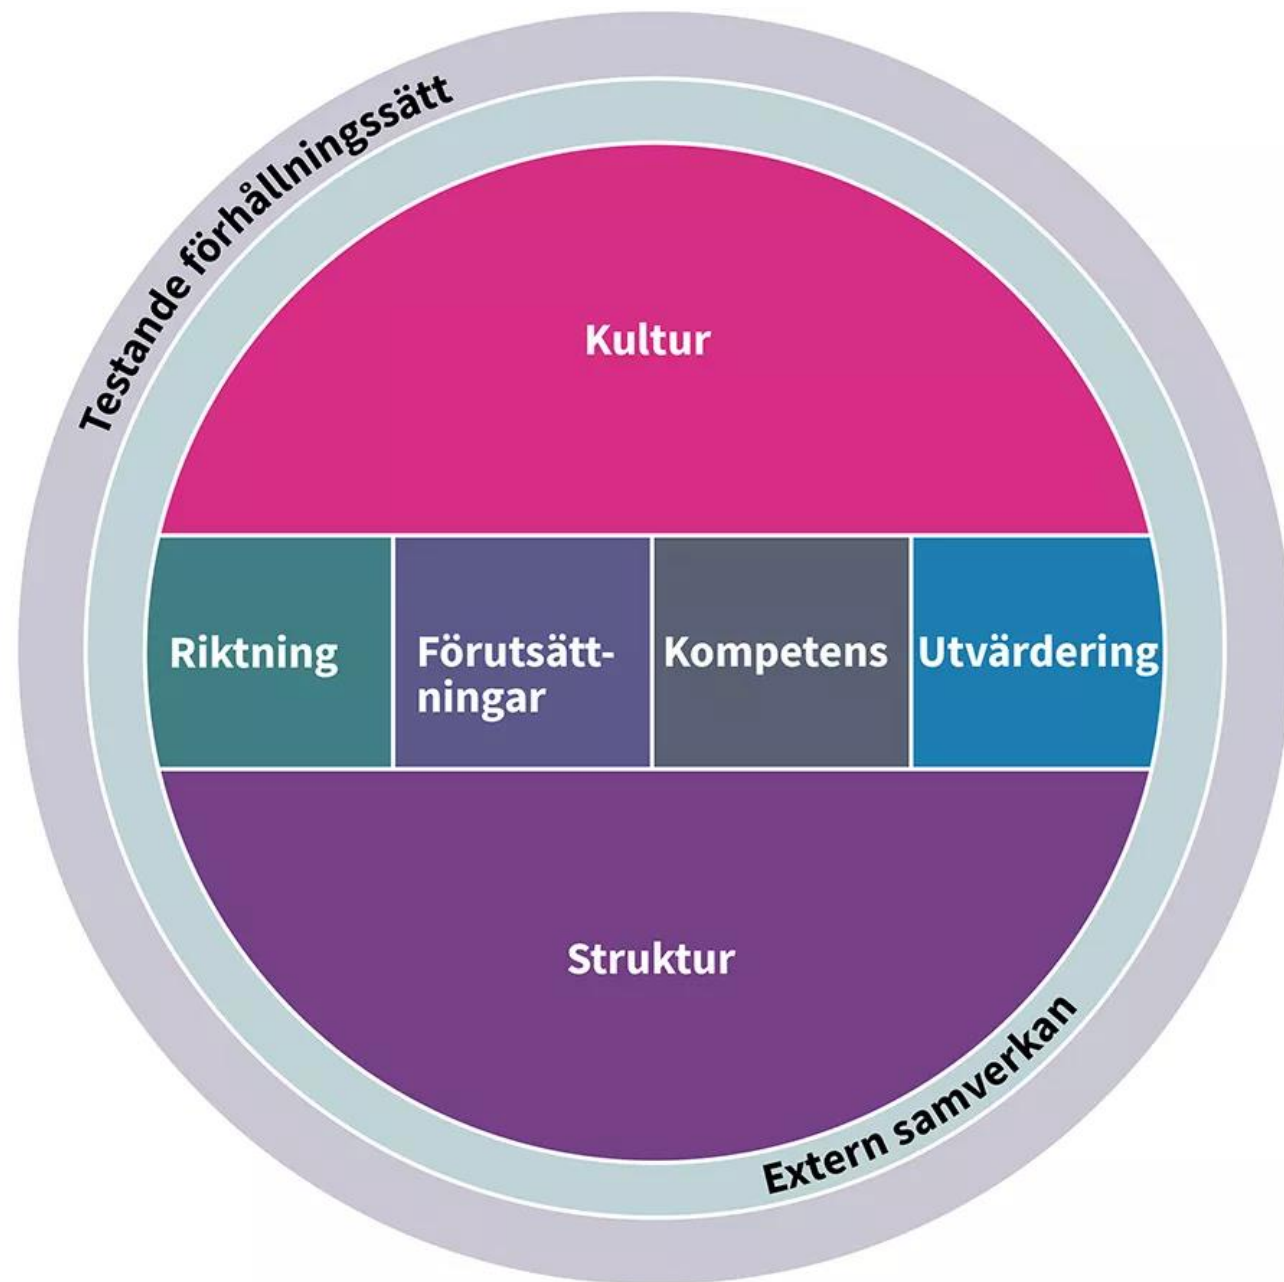 Testande förhållningssätt
Kultur
Riktning
Förutsätt-
ningar
Kompetens
Utvärdering
Struktur
Extern samverkan